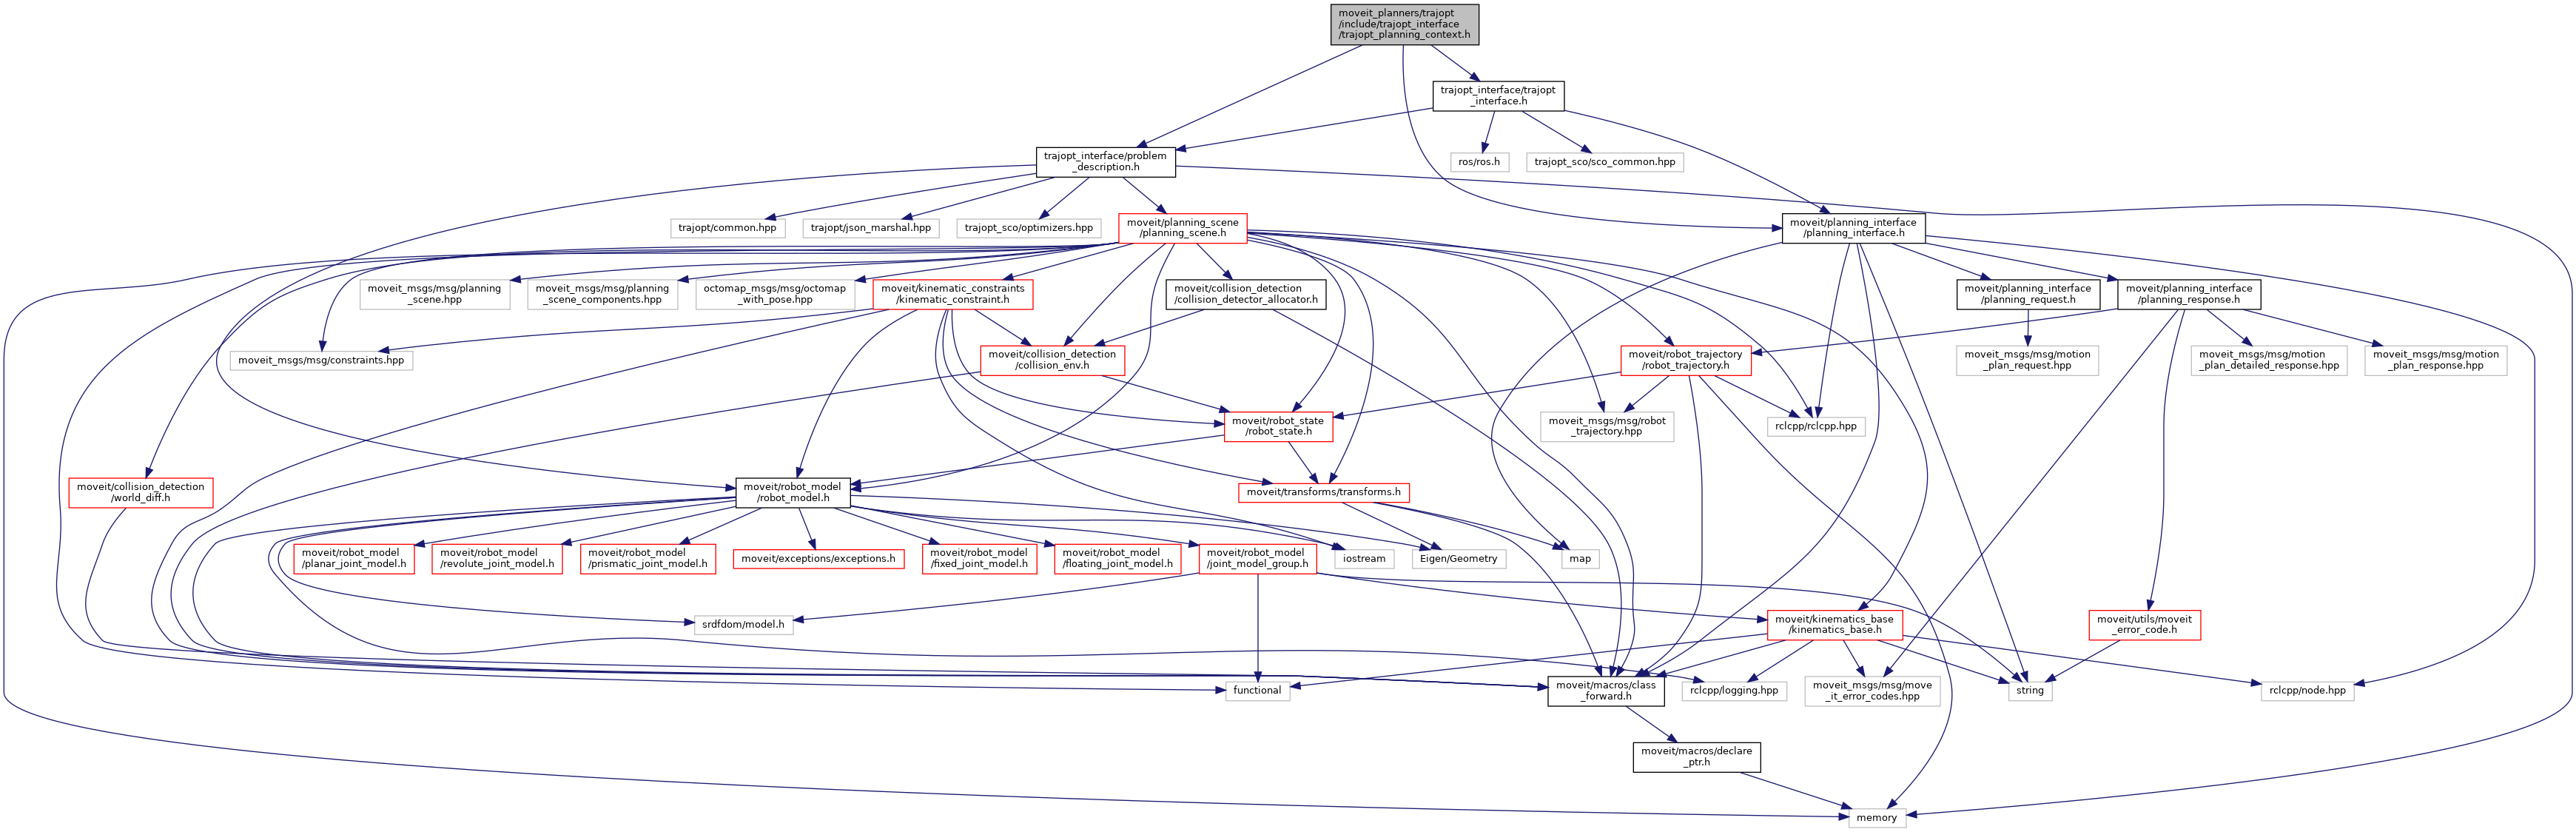 moveit_planners/trajopt
/include/trajopt_interface
/trajopt_planning_context.h
trajopt_interface/trajopt
_interface.h
trajopt_interface/problem
_description.h
ros/ros.h
trajopt_sco/sco_common.hpp
trajopt/common.hpp
trajopt/json_marshal.hpp
trajopt_sco/optimizers.hpp
moveit/planning_scene
/planning_scene.h
moveit/planning_interface
/planning_interface.h
moveit_msgs/msg/planning
_scene.hpp
moveit_msgs/msg/planning
_scene_components.hpp
octomap_msgs/msg/octomap
_with_pose.hpp
moveit/kinematic_constraints
/kinematic_constraint.h
moveit/collision_detection
/collision_detector_allocator.h
moveit/planning_interface
/planning_request.h
moveit/planning_interface
/planning_response.h
moveit_msgs/msg/constraints.hpp
moveit/collision_detection
/collision_env.h
moveit/robot_trajectory
/robot_trajectory.h
moveit_msgs/msg/motion
_plan_request.hpp
moveit_msgs/msg/motion
_plan_detailed_response.hpp
moveit_msgs/msg/motion
_plan_response.hpp
moveit/robot_state
/robot_state.h
moveit_msgs/msg/robot
_trajectory.hpp
rclcpp/rclcpp.hpp
moveit/collision_detection
/world_diff.h
moveit/robot_model
/robot_model.h
moveit/transforms/transforms.h
moveit/robot_model
/planar_joint_model.h
moveit/robot_model
/revolute_joint_model.h
moveit/robot_model
/prismatic_joint_model.h
moveit/exceptions/exceptions.h
moveit/robot_model
/fixed_joint_model.h
moveit/robot_model
/floating_joint_model.h
moveit/robot_model
/joint_model_group.h
iostream
Eigen/Geometry
map
srdfdom/model.h
moveit/kinematics_base
/kinematics_base.h
moveit/utils/moveit
_error_code.h
functional
moveit/macros/class
_forward.h
rclcpp/logging.hpp
moveit_msgs/msg/move
_it_error_codes.hpp
string
rclcpp/node.hpp
moveit/macros/declare
_ptr.h
memory